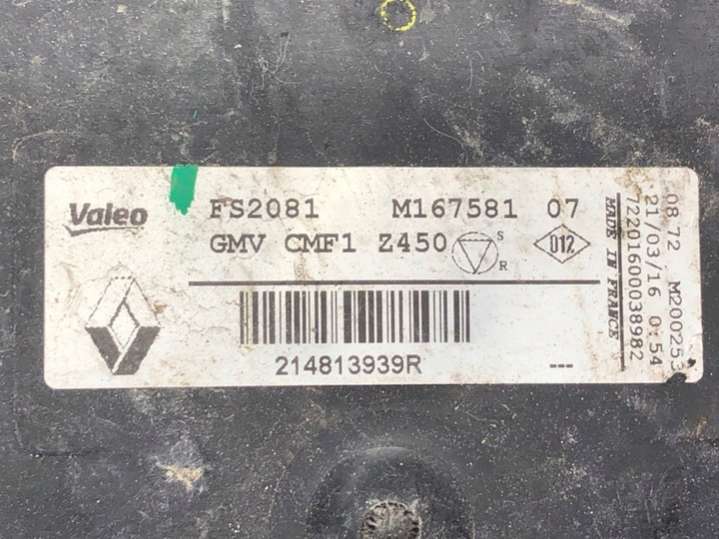 Valeo FS2081 M167581 07
GMV CMF1 Z450 S R D12
214813939R ---
MADE IN FRANCE
7220160003898​2
21/03/16 0:54
08.72 M200253